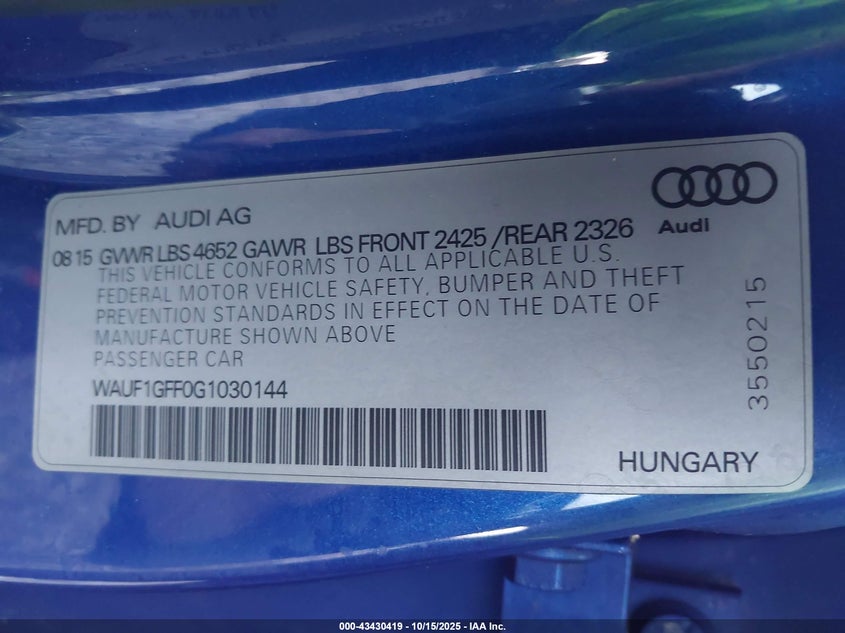 MFD. BY AUDI AG
Audi
08 15 GVWR LBS 4652 GAWR LBS FRONT 2425 /REAR 2326
THIS VEHICLE CONFORMS TO ALL APPLICABLE U.S.
FEDERAL MOTOR VEHICLE SAFETY, BUMPER AND THEFT
PREVENTION STANDARDS IN EFFECT ON THE DATE OF
MANUFACTURE SHOWN ABOVE
PASSENGER CAR
WAUF1GFF0G1030144
3550215
HUNGARY
000-43430419 - 10/15/2025 - IAA Inc.